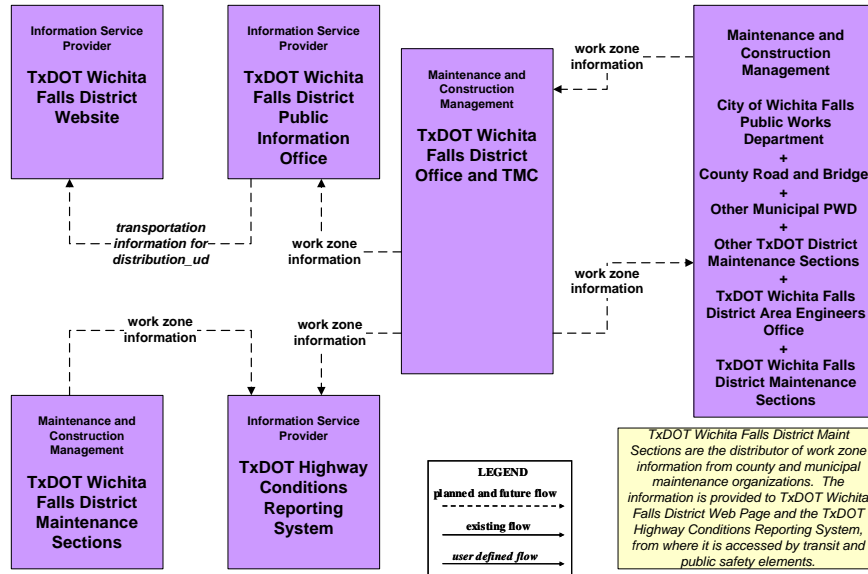 Information Service
Provider
TxDOT Wichita
Falls District
Website
Information Service
Provider
TxDOT Wichita
Falls District
Public
Information
Office
Maintenance and
Construction
Management
TxDOT Wichita
Falls District
Office and TMC
work zone
information
Maintenance and
Construction
Management
City of Wichita Falls
Public Works
Department
+
County Road and Bridge
+
Other Municipal PWD
+
Other TxDOT District
Maintenance Sections
+
TxDOT Wichita Falls
District Area Engineers
Office
+
TxDOT Wichita Falls
District Maintenance
Sections
transportation
information for
distribution_ud
work zone
information
work zone
information
work zone
information
work zone
information
Maintenance and
Construction
Management
TxDOT Wichita
Falls District
Maintenance
Sections
Information Service
Provider
TxDOT Highway
Conditions
Reporting
System
LEGEND
planned and future flow
existing flow
user defined flow
TxDOT Wichita Falls District Maint
Sections are the distributor of work zone
information from county and municipal
maintenance organizations. The
information is provided to TxDOT Wichita
Falls District Web Page and the TxDOT
Highway Conditions Reporting System,
from where it is accessed by transit and
public safety elements.